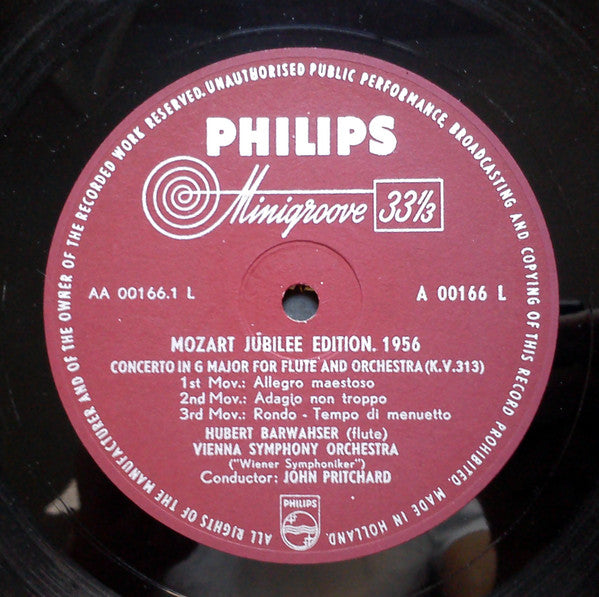 ALL RIGHTS OF THE MANUFACTURER AND OF THE OWNER OF THE RECORDED WORK RESERVED. UNAUTHORISED PUBLIC PERFORMANCE, BROADCASTING AND COPYING OF THIS RECORD PROHIBITED. MADE IN HOLLAND.
PHILIPS
Minigroove 33⅓
AA 00166.1 L
A 00166 L
MOZART JUBILEE EDITION. 1956
CONCERTO IN G MAJOR FOR FLUTE AND ORCHESTRA (K.V.313)
1st Mov.: Allegro maestoso
2nd Mov.: Adagio non troppo
3rd Mov.: Rondo - Tempo di menuetto
HUBERT BARWAHSER (flute)
VIENNA SYMPHONY ORCHESTRA
("Wiener Symphoniker")
Conductor: JOHN PRITCHARD
PHILIPS